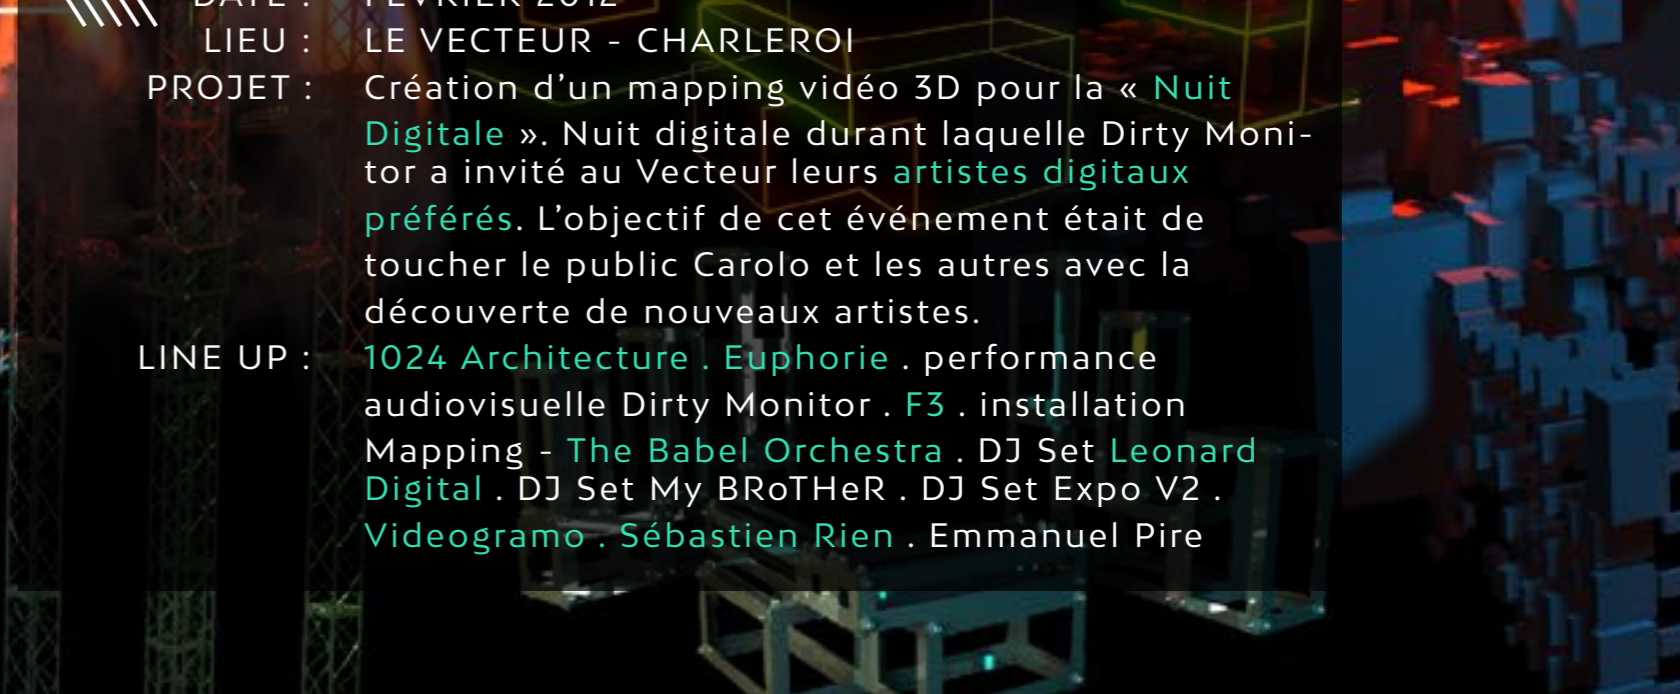 DATE : FÉVRIER 2012
LIEU : LE VECTEUR - CHARLEROI
PROJET : Création d’un mapping vidéo 3D pour la « Nuit
Digitale ». Nuit digitale durant laquelle Dirty Moni-
tor a invité au Vecteur leurs artistes digitaux
préférés. L’objectif de cet événement était de
toucher le public Carolo et les autres avec la
découverte de nouveaux artistes.
LINE UP : 1024 Architecture . Euphorie . performance
audiovisuelle Dirty Monitor . F3 . installation
Mapping - The Babel Orchestra . DJ Set Leonard
Digital . DJ Set My BRoTHeR . DJ Set Expo V2 .
Videogramo . Sébastien Rien . Emmanuel Pire